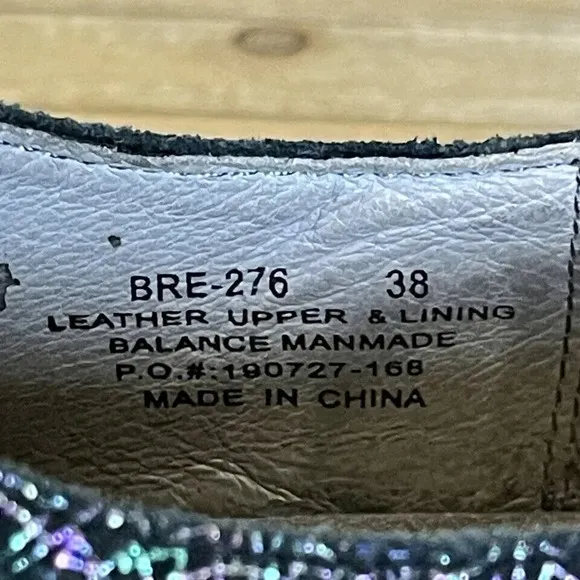 BRE-276 38
LEATHER UPPER & LINING
BALANCE MANMADE
P.O.#:190727-168
MADE IN CHINA